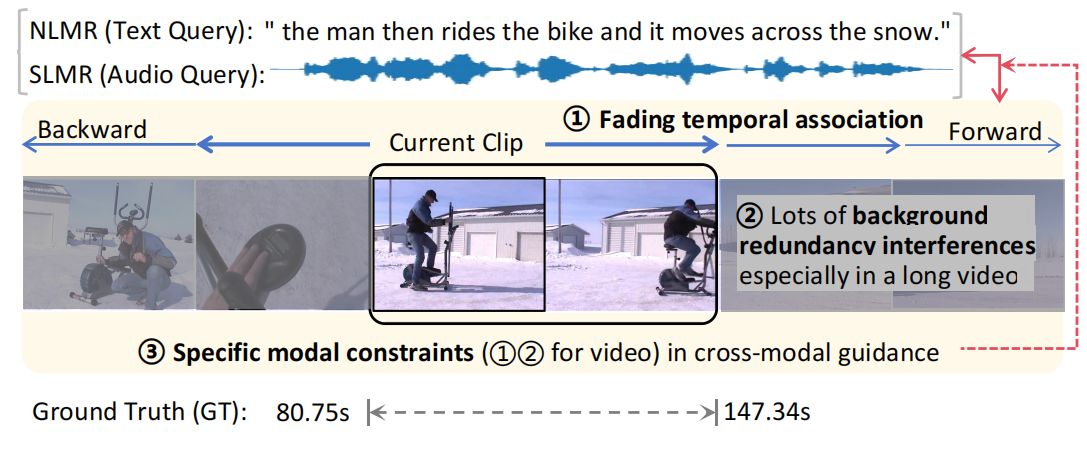 NLMR (Text Query): " the man then rides the bike and it moves across the snow."
SLMR (Audio Query):
① Fading temporal association
Backward
Current Clip
Forward
② Lots of background
redundancy interferences
especially in a long video
③ Specific modal constraints (①② for video) in cross-modal guidance
Ground Truth (GT): 80.75s 147.34s